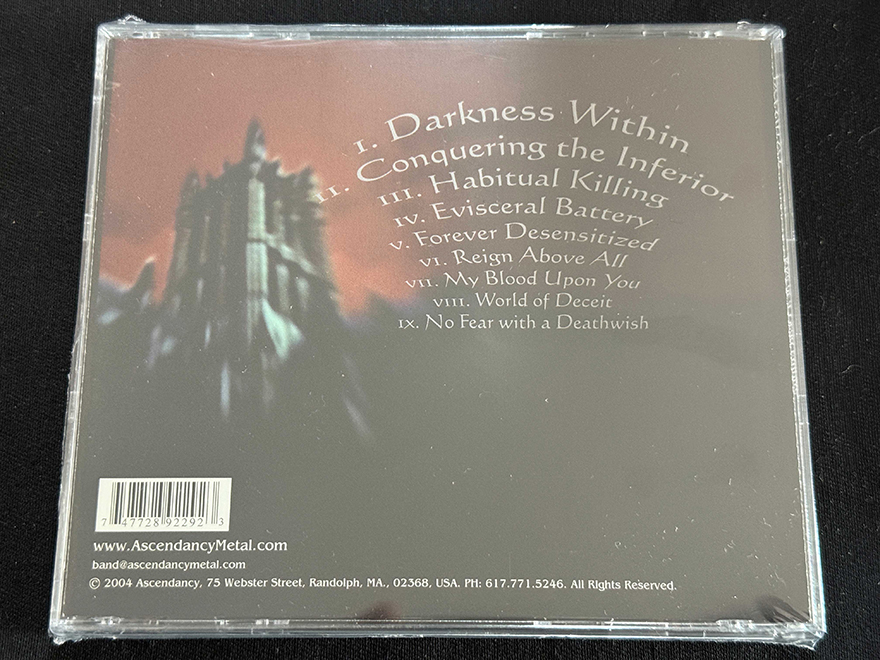 I. Darkness Within
II. Conquering the Inferior
III. Habitual Killing
IV. Evisceral Battery
V. Forever Desensitized
VI. Reign Above All
VII. My Blood Upon You
VIII. World of Deceit
IX. No Fear with a Deathwish
7 47728 92292 3
www.AscendancyMetal.com
band@ascendancymetal.com
© 2004 Ascendancy, 75 Webster Street, Randolph, MA., 02368, USA. PH: 617.771.5246. All Rights Reserved.